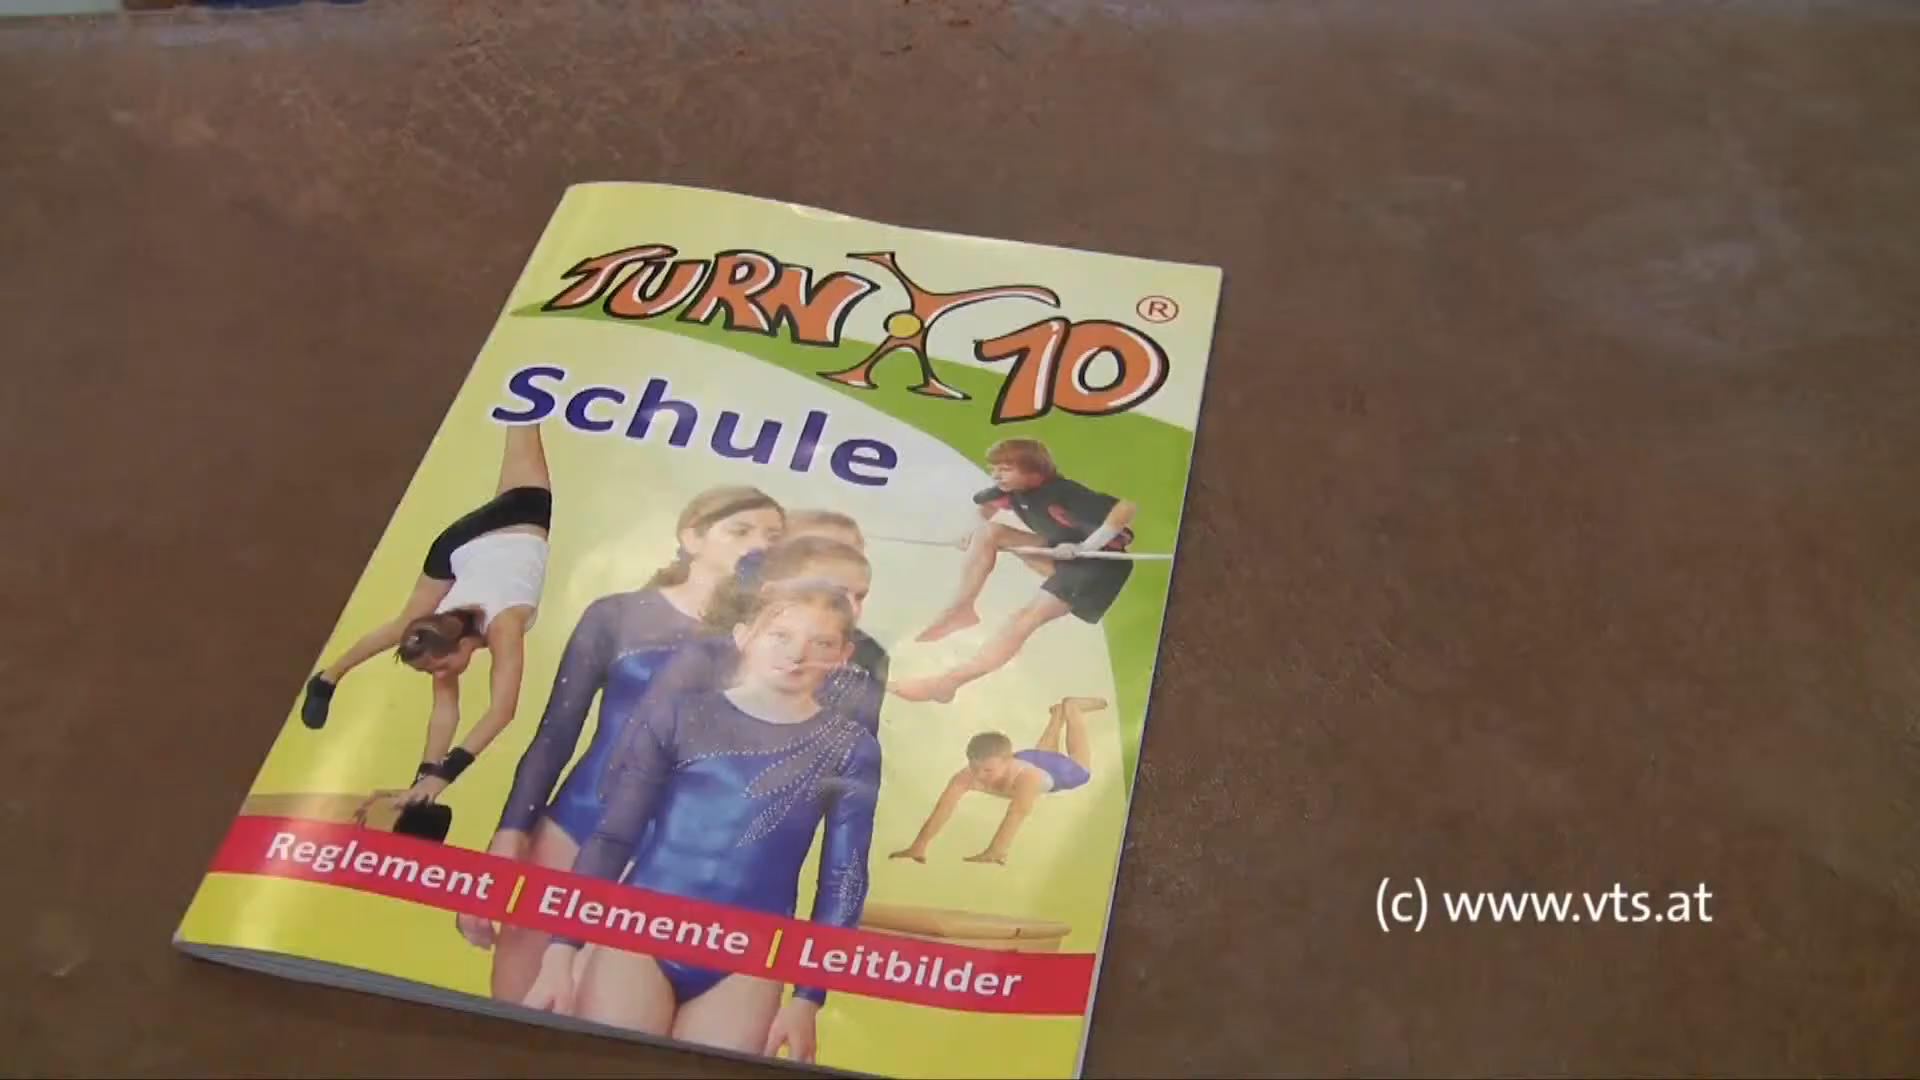 TURN 10 ®
Schule
Reglement | Elemente | Leitbilder
(c) www.vts.at